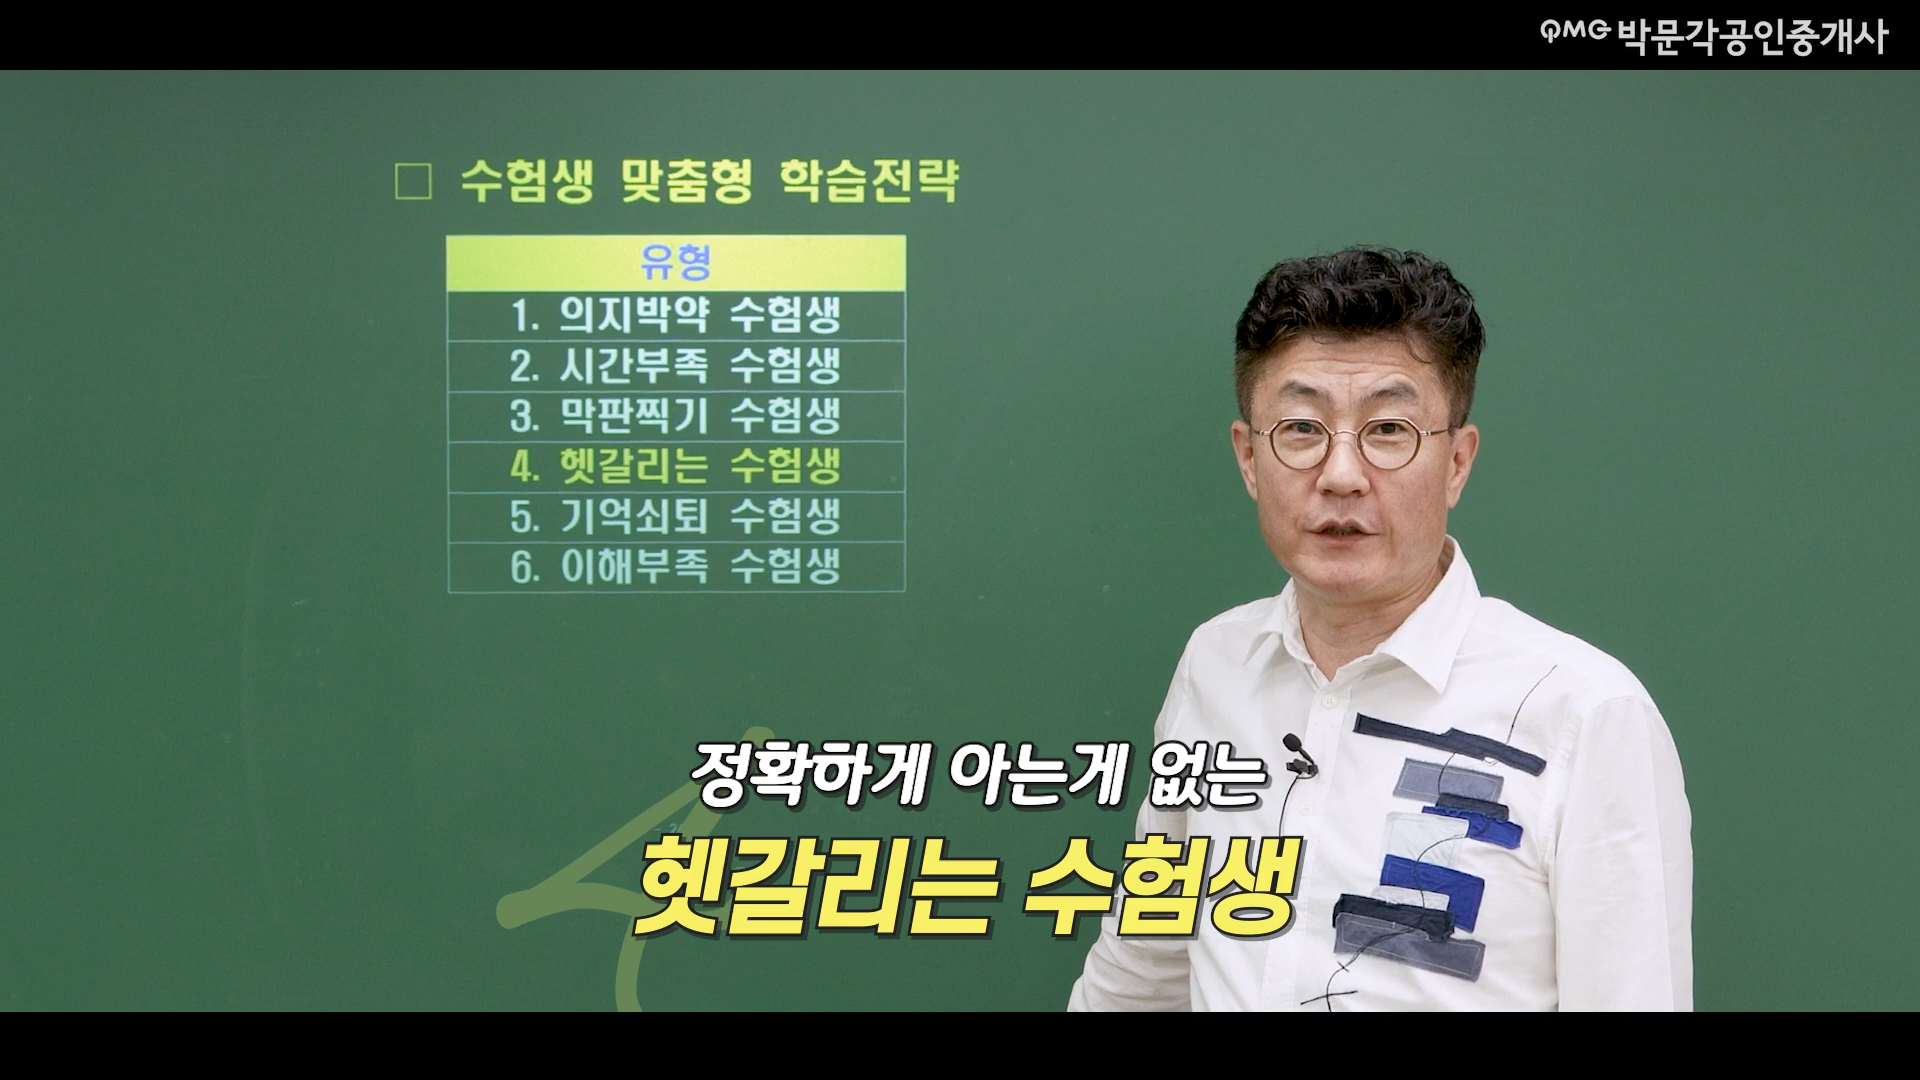 PMG 박문각공인중개사
□ 수험생 맞춤형 학습전략
유형
1. 의지박약 수험생
2. 시간부족 수험생
3. 막판찍기 수험생
4. 헷갈리는 수험생
5. 기억쇠퇴 수험생
6. 이해부족 수험생
정확하게 아는게 없는
헷갈리는 수험생